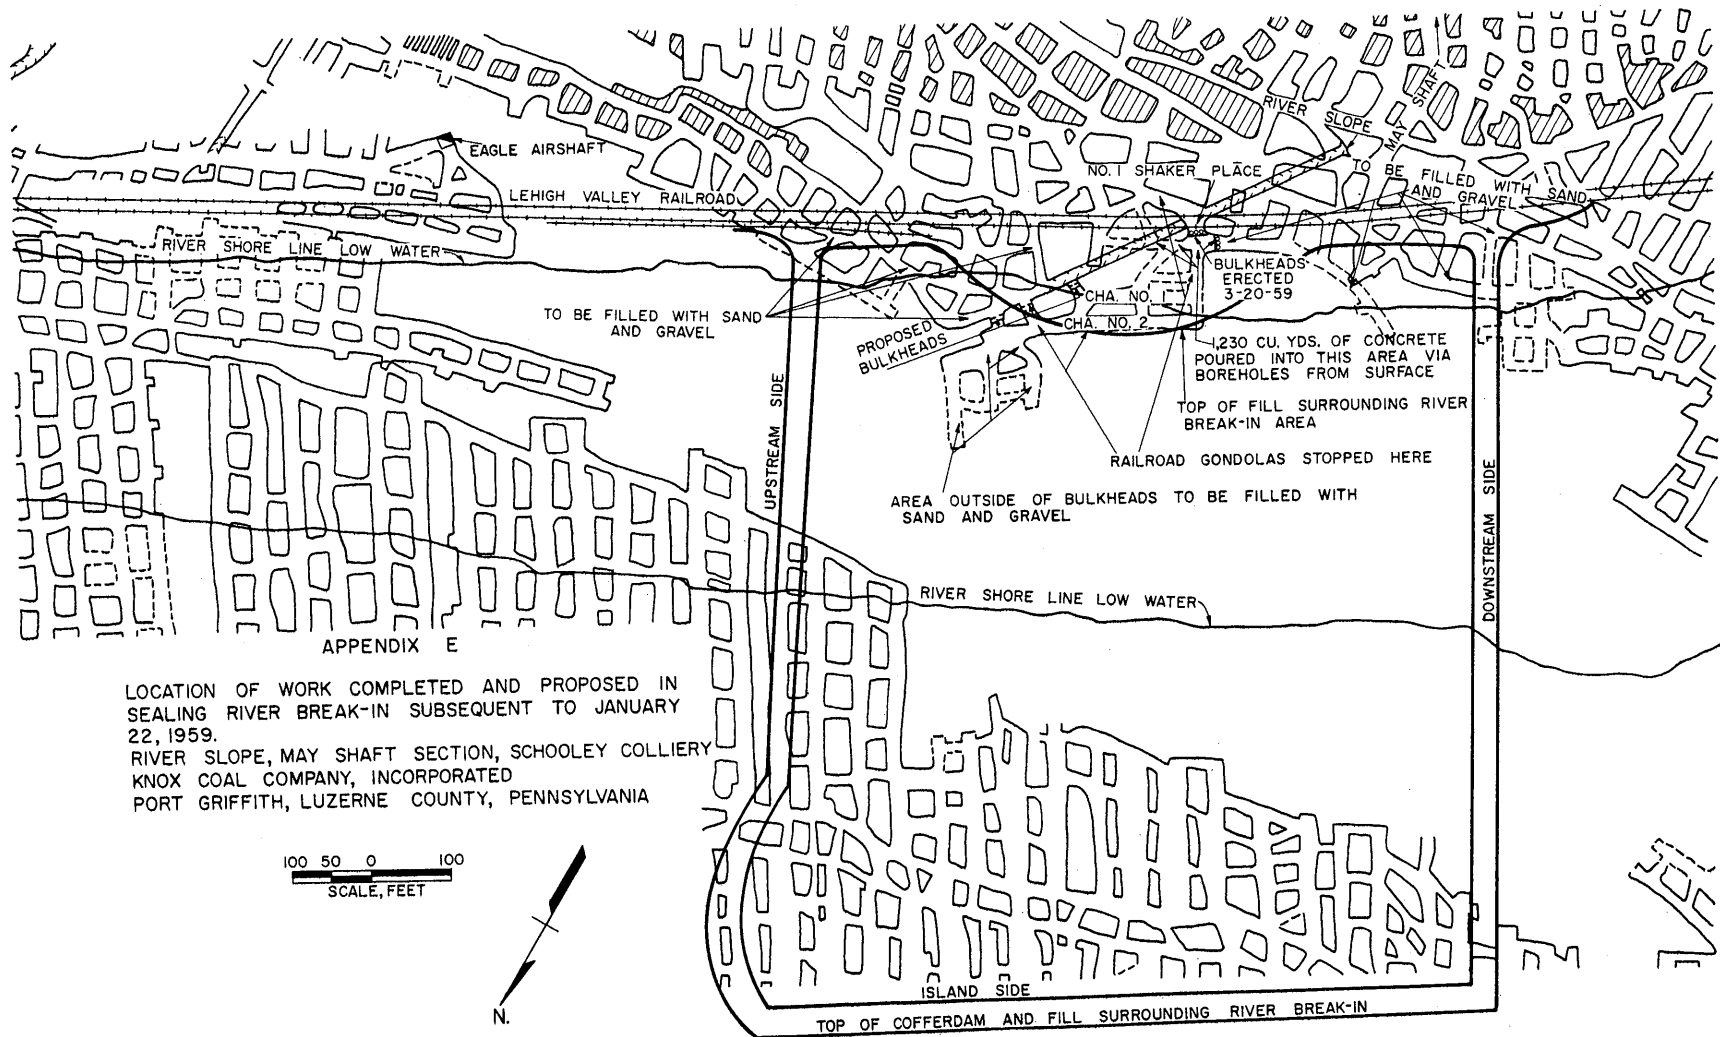 RIVER SLOPE
MAY SHAFT
EAGLE AIRSHAFT
NO. 1 SHAKER PLACE
TO BE FILLED WITH SAND
AND GRAVEL
LEHIGH VALLEY RAILROAD
RIVER SHORE LINE LOW WATER
BULKHEADS
ERECTED
3-20-59
CHA. NO. 1
CHA. NO. 2
TO BE FILLED WITH SAND
AND GRAVEL
PROPOSED
BULKHEADS
1,230 CU. YDS. OF CONCRETE
POURED INTO THIS AREA VIA
BOREHOLES FROM SURFACE
TOP OF FILL SURROUNDING RIVER
BREAK-IN AREA
RAILROAD GONDOLAS STOPPED HERE
UPSTREAM SIDE
DOWNSTREAM SIDE
AREA OUTSIDE OF BULKHEADS TO BE FILLED WITH
SAND AND GRAVEL
RIVER SHORE LINE LOW WATER
APPENDIX E
LOCATION OF WORK COMPLETED AND PROPOSED IN
SEALING RIVER BREAK-IN SUBSEQUENT TO JANUARY
22, 1959.
RIVER SLOPE, MAY SHAFT SECTION, SCHOOLEY COLLIERY
KNOX COAL COMPANY, INCORPORATED
PORT GRIFFITH, LUZERNE COUNTY, PENNSYLVANIA
100 50 0 100
SCALE, FEET
N.
ISLAND SIDE
TOP OF COFFERDAM AND FILL SURROUNDING RIVER BREAK-IN